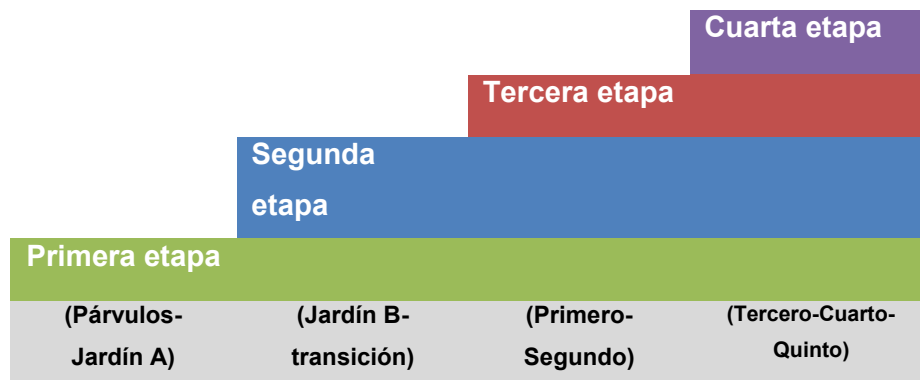 Cuarta etapa
Tercera etapa
Segunda
etapa
Primera etapa
(Párvulos-
Jardín A)
(Jardín B-
transición)
(Primero-
Segundo)
(Tercero-Cuarto-
Quinto)